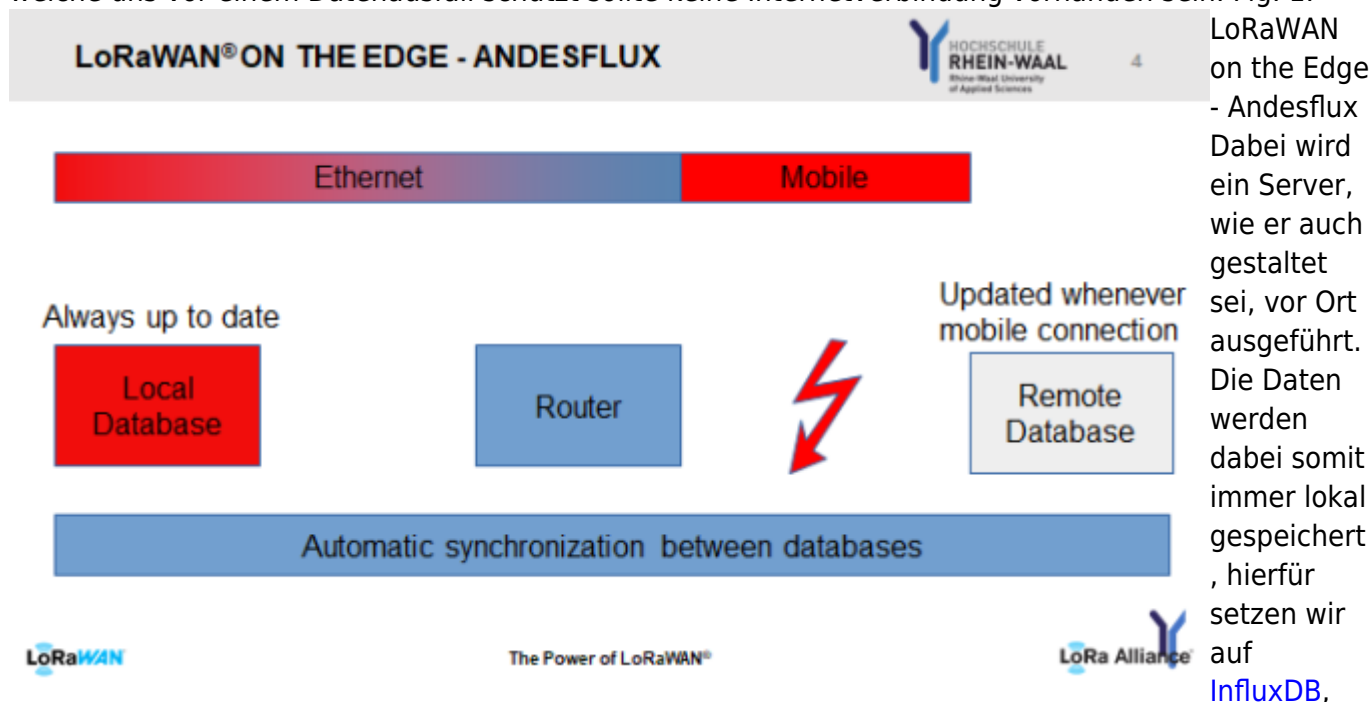 LoRaWAN® ON THE EDGE - ANDESFLUX
HOCHSCHULE
RHEIN-WAAL
Rhine-Waal University
of Applied Sciences
4
Ethernet
Mobile
Always up to date
Updated whenever
mobile connection
Local
Database
Router
Remote
Database
Automatic synchronization between databases
LoRaWAN
The Power of LoRaWAN®
LoRa Alliance
LoRaWAN
on the Edge
- Andesflux
Dabei wird
ein Server,
wie er auch
gestaltet
sei, vor Ort
ausgeführt.
Die Daten
werden
dabei somit
immer lokal
gespeichert
, hierfür
setzen wir
auf
InfluxDB,